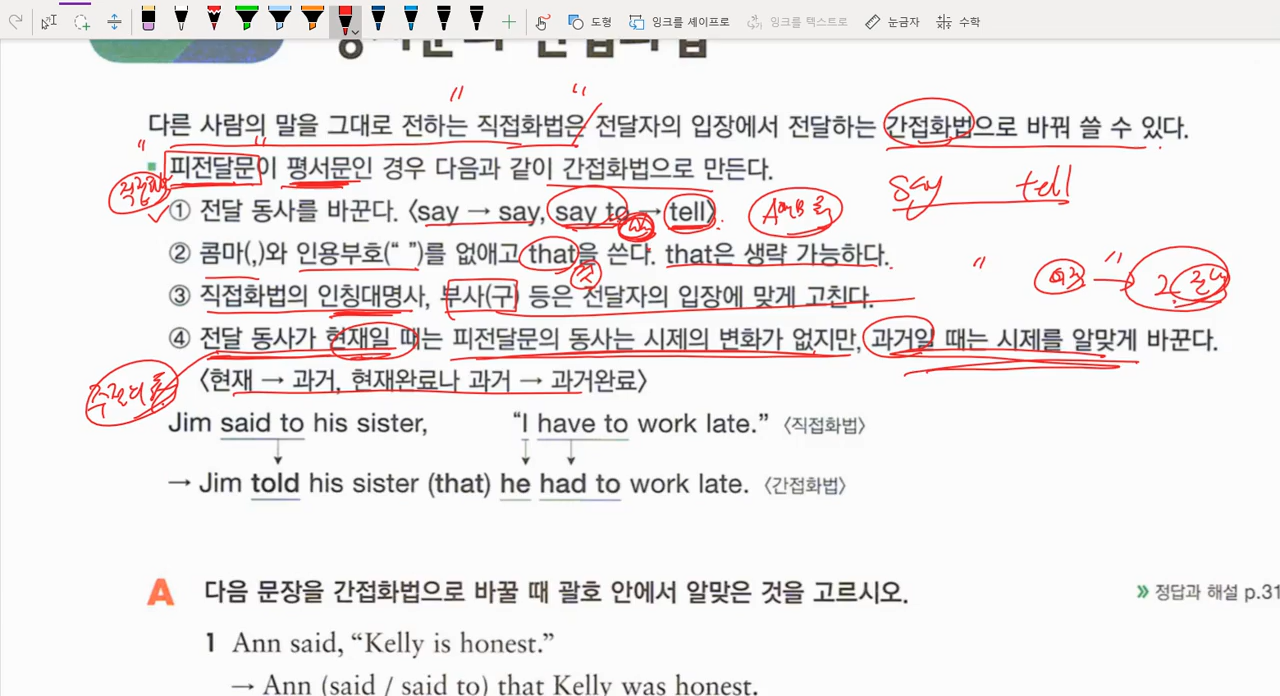 도형 잉크를 셰이프로 잉크를 텍스트로 눈금자 수학
다른 사람의 말을 그대로 전하는 직접화법은 전달자의 입장에서 전달하는 간접화법으로 바꿔 쓸 수 있다.
피전달문이 평서문인 경우 다음과 같이 간접화법으로 만든다.
say tell
① 전달 동사를 바꾼다. 〈say → say, say to → tell〉
② 콤마(,)와 인용부호(“ ”)를 없애고 that을 쓴다. that은 생략 가능하다.
③ 직접화법의 인칭대명사, 부사(구) 등은 전달자의 입장에 맞게 고친다.
④ 전달 동사가 현재일 때는 피전달문의 동사는 시제의 변화가 없지만, 과거일 때는 시제를 알맞게 바꾼다.
〈현재 → 과거, 현재완료나 과거 → 과거완료〉
Jim said to his sister, “I have to work late.” 〈직접화법〉
→ Jim told his sister (that) he had to work late. 〈간접화법〉
A 다음 문장을 간접화법으로 바꿀 때 괄호 안에서 알맞은 것을 고르시오.
» 정답과 해설 p.31
1 Ann said, “Kelly is honest.”
→ Ann (said / said to) that Kelly was honest.